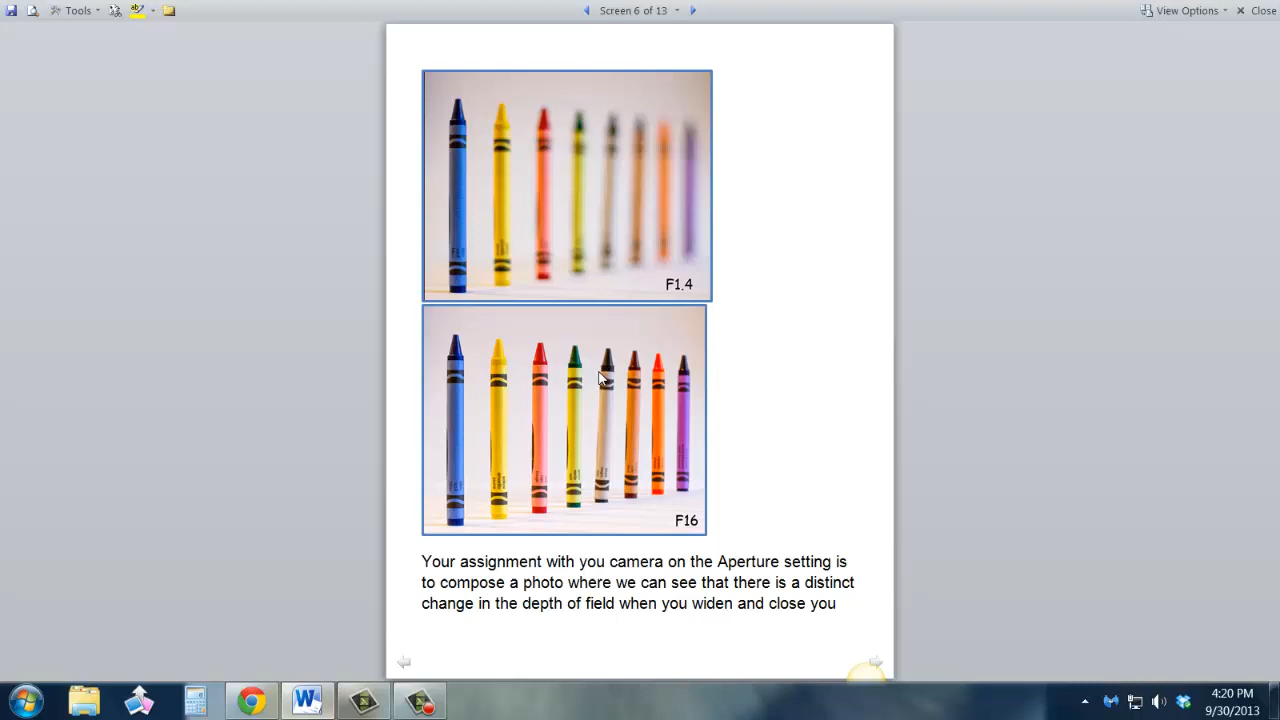 Tools
Screen 6 of 13
View Options
Close
F1.4
F16
Your assignment with you camera on the Aperture setting is
to compose a photo where we can see that there is a distinct
change in the depth of field when you widen and close you
4:20 PM
9/30/2013